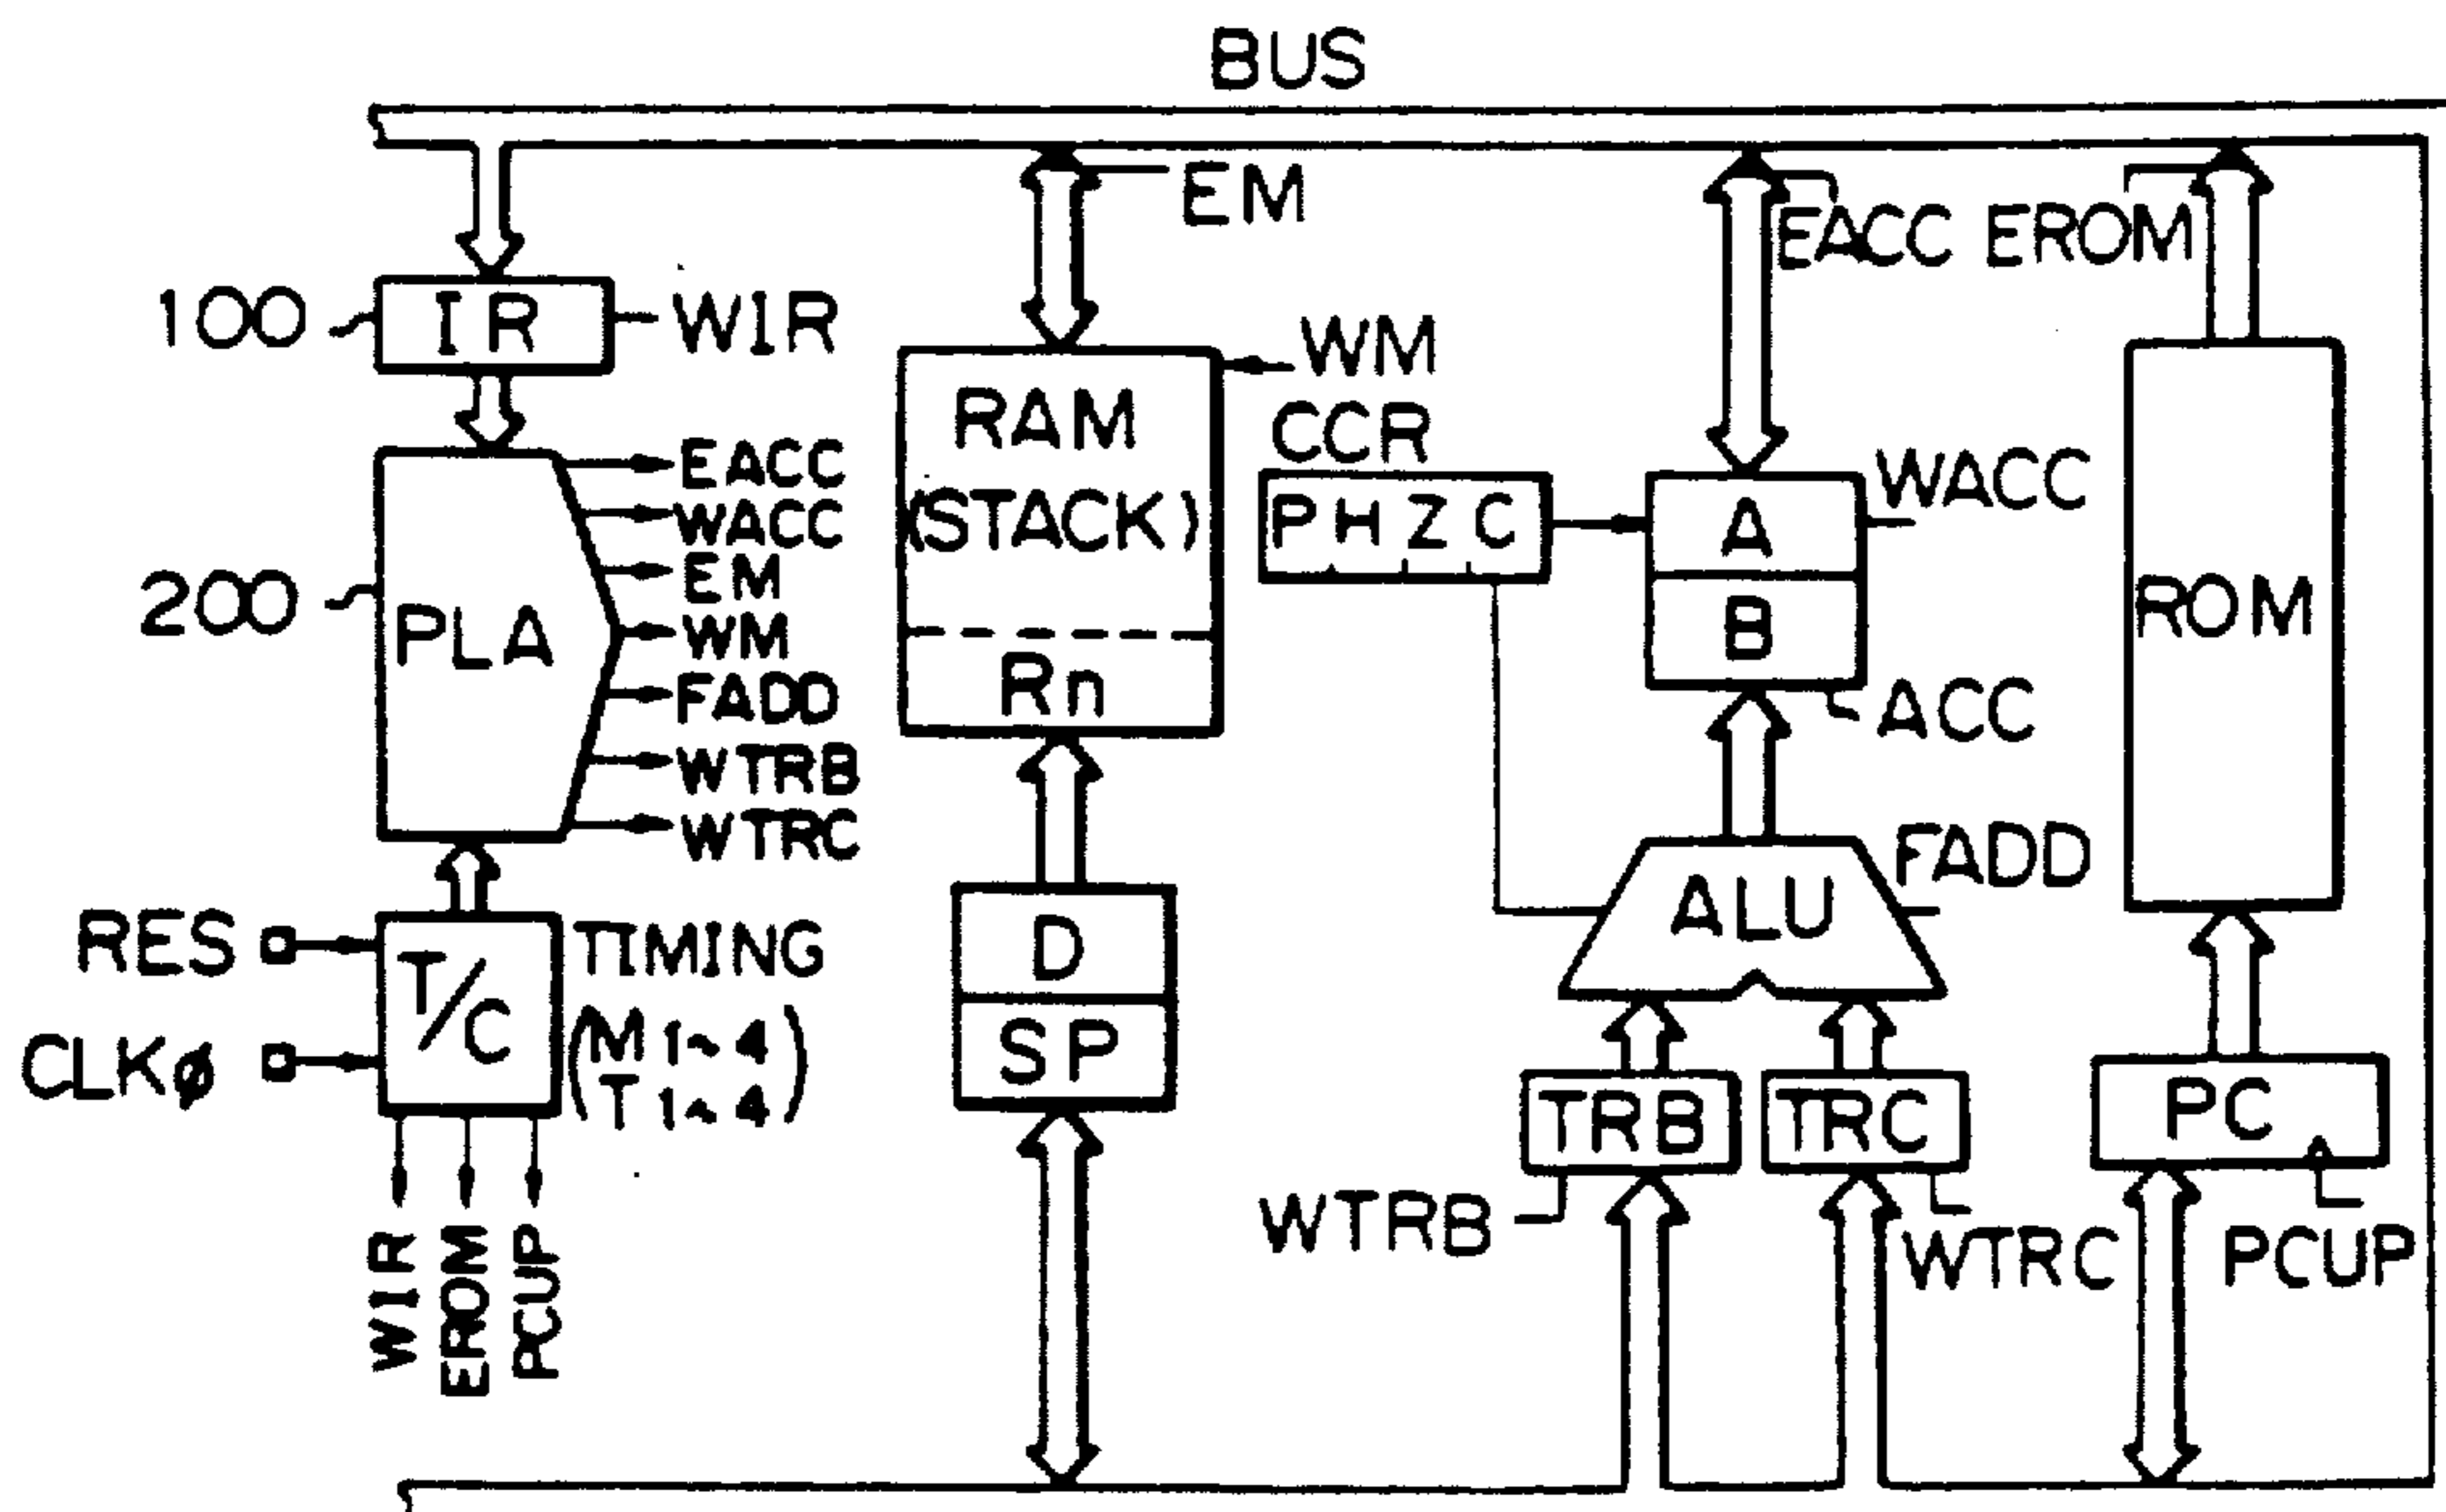 BUS
EM
EACC EROM
100
IR
WIR
WM
CCR
RAM
(STACK)
Rn
P H Z C
A
B
WACC
ACC
ROM
200
PLA
EACC
WACC
EM
WM
FADD
WTRB
WTRC
RES
CLKφ
T/C
TIMING
(M 1~4
T 1~4)
WIR
EROM
PCUP
D
SP
ALU
FADD
TRB
TRC
PC
WTRB
WTRC
PCUP